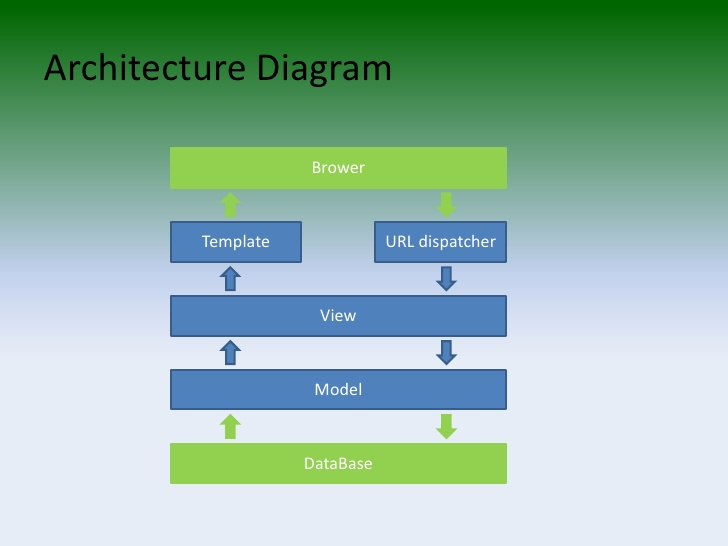 Architecture Diagram
Brower
Template
URL dispatcher
View
Model
DataBase